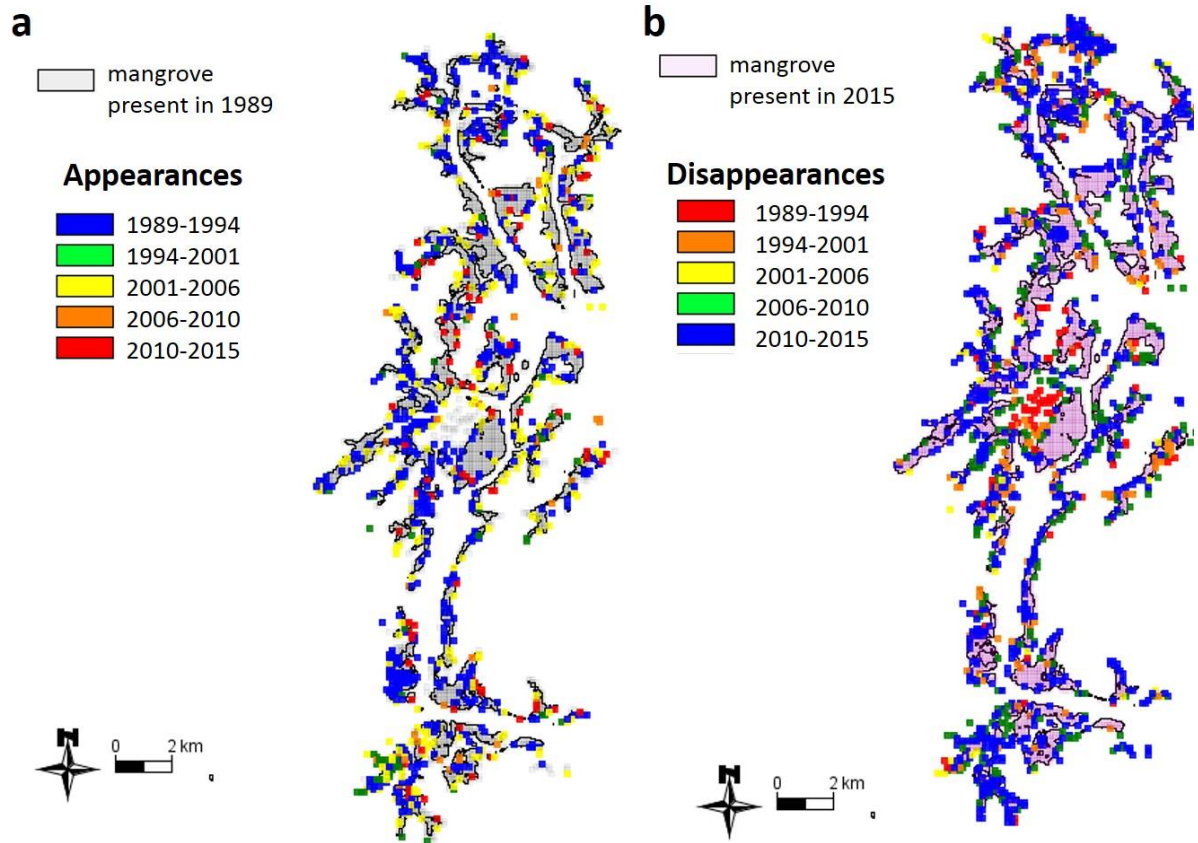 a
mangrove
present in 1989
Appearances
1989-1994
1994-2001
2001-2006
2006-2010
2010-2015
N
0 2 km
b
mangrove
present in 2015
Disappearances
1989-1994
1994-2001
2001-2006
2006-2010
2010-2015
N
0 2 km